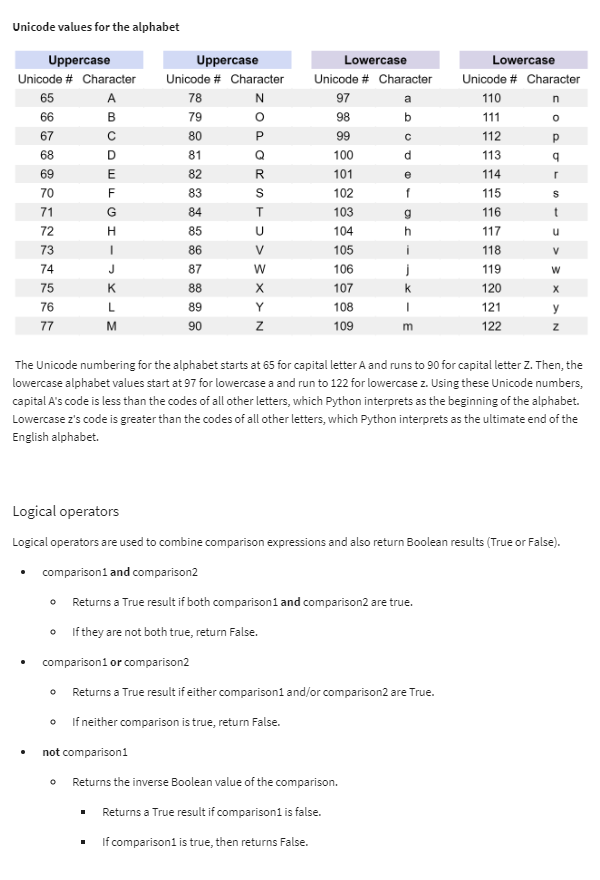 Unicode values for the alphabet
Uppercase Uppercase Lowercase Lowercase
Unicode # Character Unicode # Character Unicode # Character Unicode # Character
65 A 78 N 97 a 110 n
66 B 79 O 98 b 111 o
67 C 80 P 99 c 112 p
68 D 81 Q 100 d 113 q
69 E 82 R 101 e 114 r
70 F 83 S 102 f 115 s
71 G 84 T 103 g 116 t
72 H 85 U 104 h 117 u
73 I 86 V 105 i 118 v
74 J 87 W 106 j 119 w
75 K 88 X 107 k 120 x
76 L 89 Y 108 l 121 y
77 M 90 Z 109 m 122 z
The Unicode numbering for the alphabet starts at 65 for capital letter A and runs to 90 for capital letter Z. Then, the
lowercase alphabet values start at 97 for lowercase a and run to 122 for lowercase z. Using these Unicode numbers,
capital A's code is less than the codes of all other letters, which Python interprets as the beginning of the alphabet.
Lowercase z's code is greater than the codes of all other letters, which Python interprets as the ultimate end of the
English alphabet.
Logical operators
Logical operators are used to combine comparison expressions and also return Boolean results (True or False).
• comparison1 and comparison2
o Returns a True result if both comparison1 and comparison2 are true.
o If they are not both true, return False.
• comparison1 or comparison2
o Returns a True result if either comparison1 and/or comparison2 are True.
o If neither comparison is true, return False.
• not comparison1
o Returns the inverse Boolean value of the comparison.
▪ Returns a True result if comparison1 is false.
▪ If comparison1 is true, then returns False.